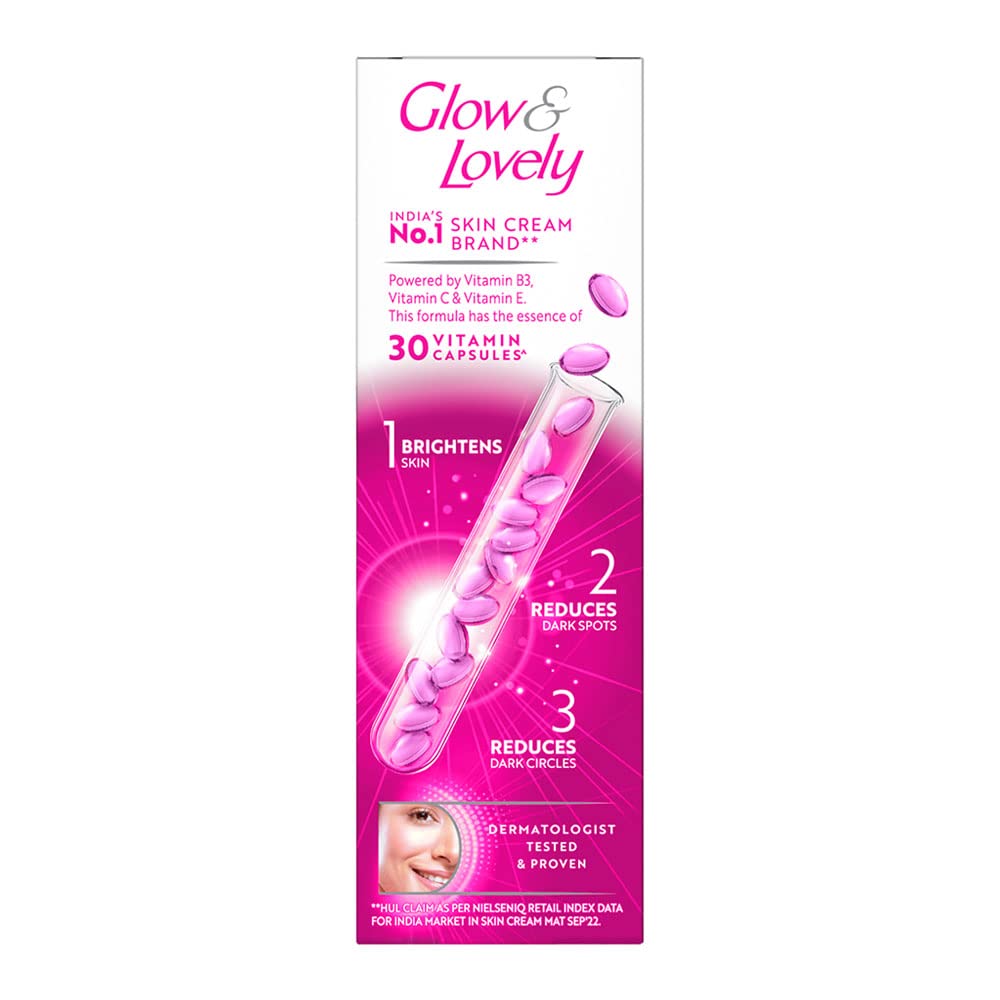 Glow &
Lovely
INDIA'S
No.1 SKIN CREAM
BRAND**
Powered by Vitamin B3,
Vitamin C & Vitamin E.
This formula has the essence of
30 VITAMIN
CAPSULES^
1 BRIGHTENS
SKIN
2
REDUCES
DARK SPOTS
3
REDUCES
DARK CIRCLES
DERMATOLOGIST
TESTED
& PROVEN
**HUL CLAIM AS PER NIELSENIQ RETAIL INDEX DATA
FOR INDIA MARKET IN SKIN CREAM MAT SEP'22.